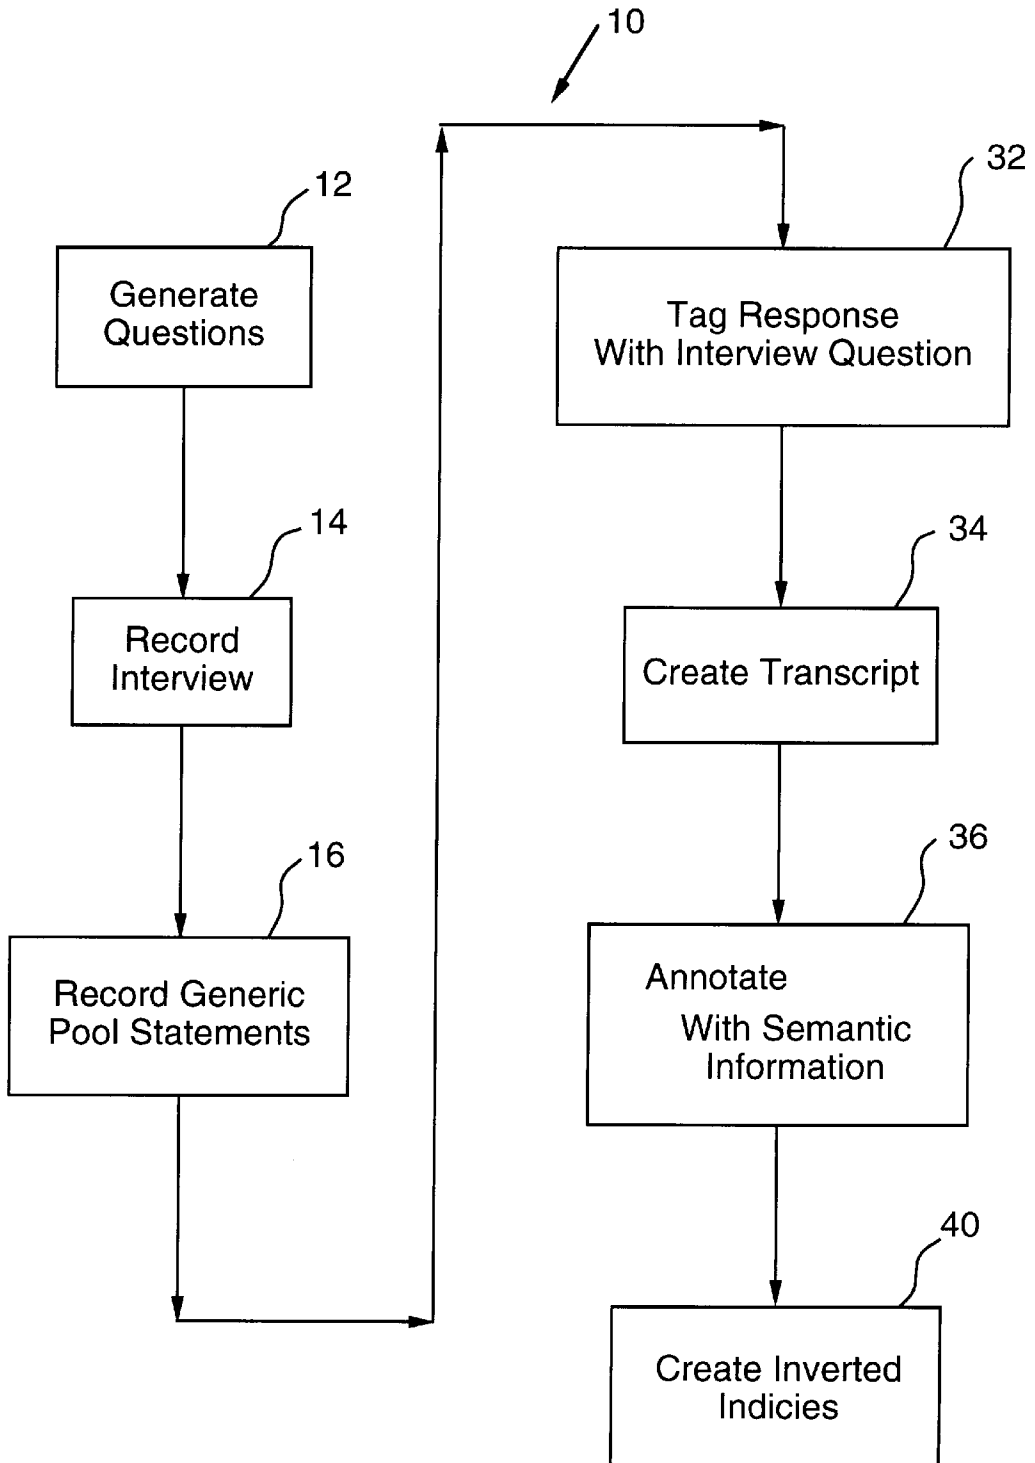 10
12
Generate
Questions
14
Record
Interview
16
Record Generic
Pool Statements
32
Tag Response
With Interview Question
34
Create Transcript
36
Annotate
With Semantic
Information
40
Create Inverted
Indicies